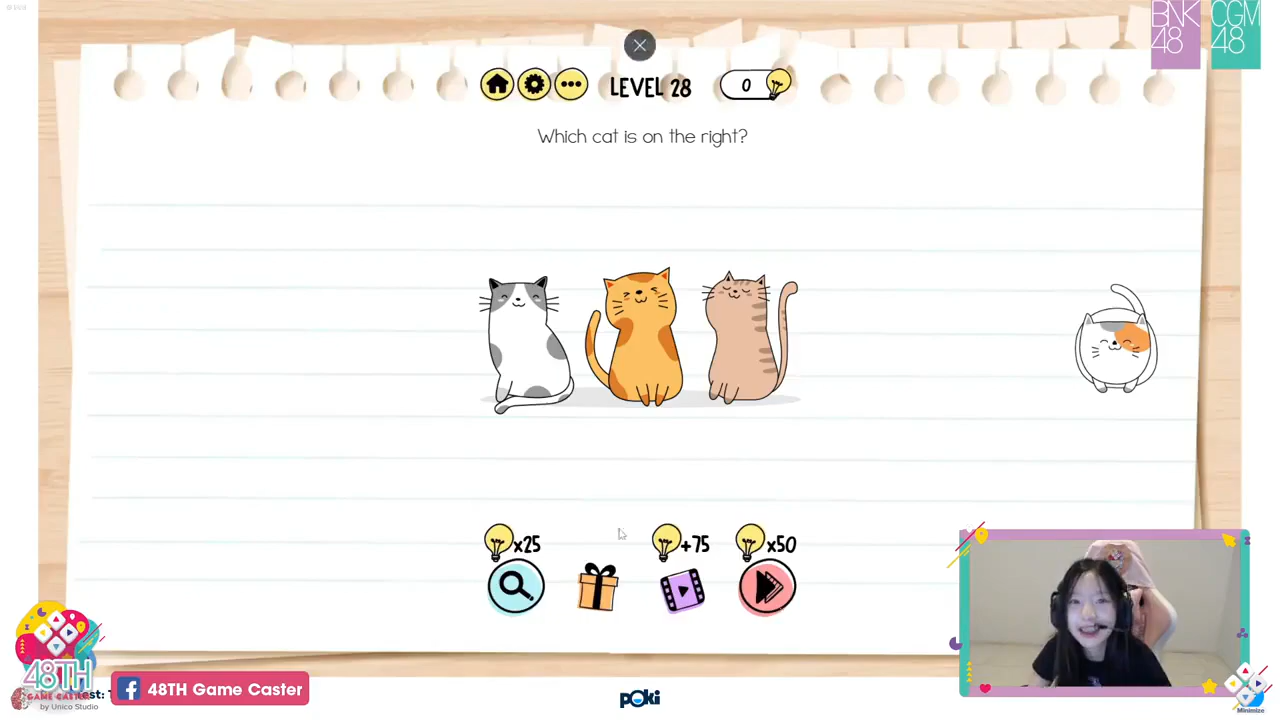 BNK
48
CGM
48
LEVEL 28
0
Which cat is on the right?
x25
+75
x50
48TH
GAME CASTER
by Unico Studio
48TH Game Caster
POKI
Minimize